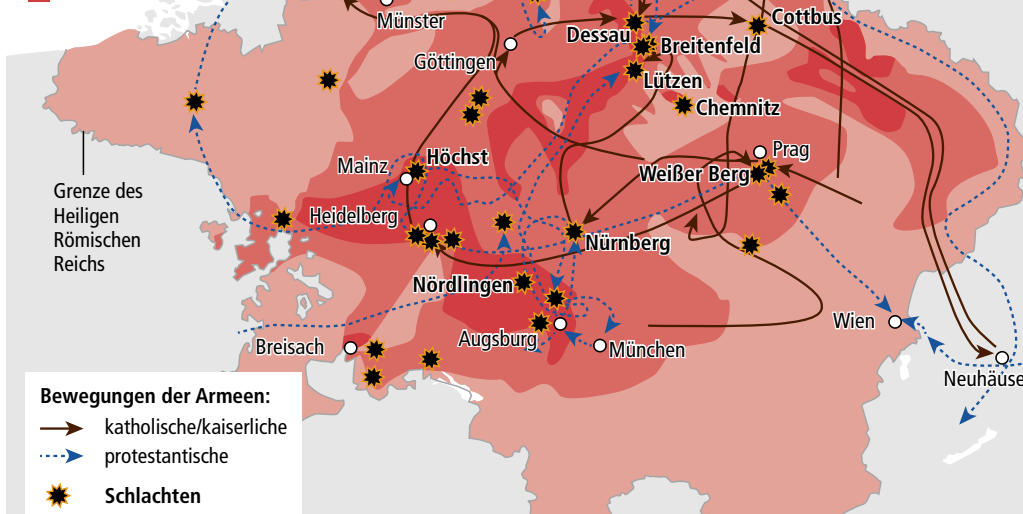 Münster
Cottbus
Dessau
Breitenfeld
Göttingen
Lützen
Chemnitz
Prag
Mainz
Höchst
Weißer Berg
Grenze des
Heiligen
Römischen
Reichs
Heidelberg
Nürnberg
Nördlingen
Wien
Augsburg
Breisach
München
Neuhäuse
Bewegungen der Armeen:
katholische/kaiserliche
protestantische
Schlachten